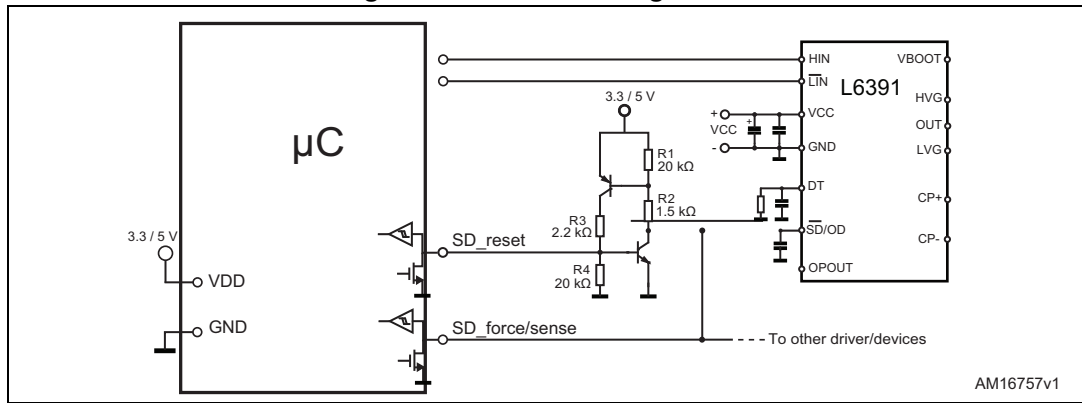 HIN
VBOOT
LIN
L6391
3.3 / 5 V
HVG
+
+
VCC
VCC
µC
OUT
-
GND
LVG
R1
20 kΩ
DT
R2
1.5 kΩ
CP+
R3
2.2 kΩ
SD/OD
3.3 / 5 V
SD_reset
CP-
R4
20 kΩ
OPOUT
VDD
GND
SD_force/sense
To other driver/devices
AM16757v1